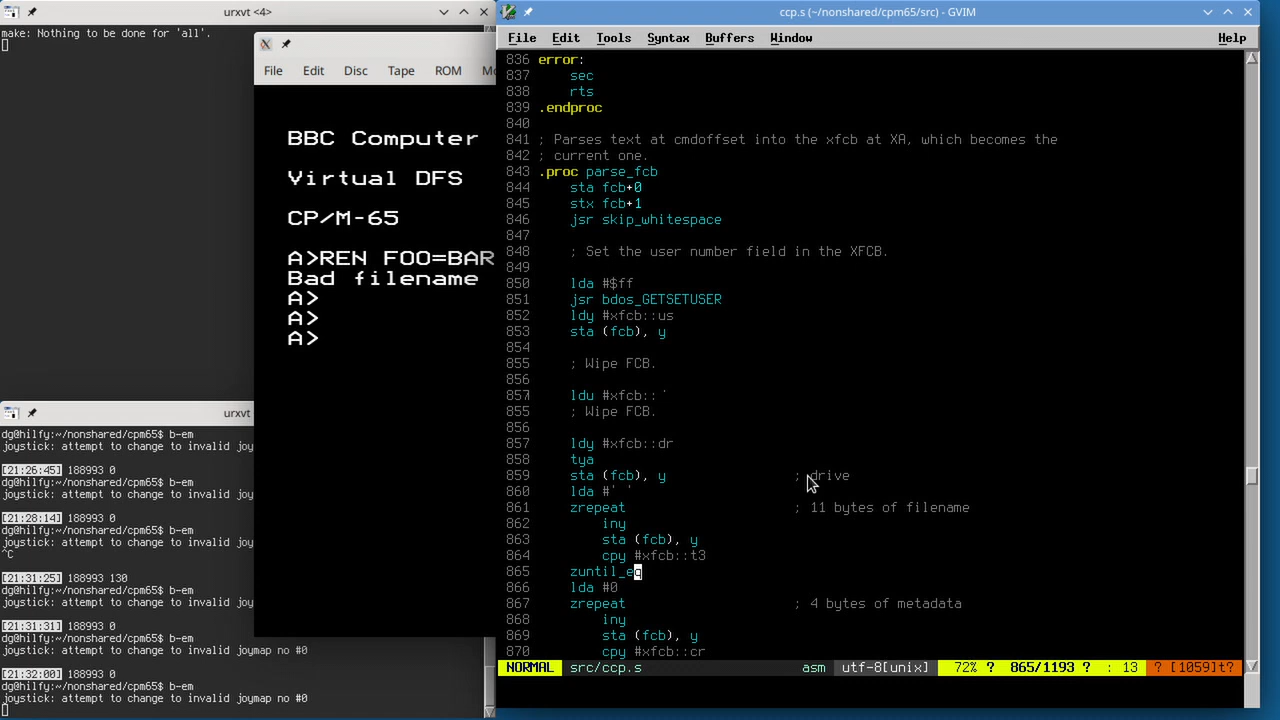 urxvt <4>
make: Nothing to be done for 'all'.
File Edit Disc Tape ROM Mo
BBC Computer
Virtual DFS
CP/M-65
A>REN FOO=BAR
Bad filename
A>
A>
A>
urxvt
dg@hilfy:~/nonshared/cpm65$ b-em
joystick: attempt to change to invalid joy
[21:26:45] 188993 0
dg@hilfy:~/nonshared/cpm65$ b-em
joystick: attempt to change to invalid joy
[21:28:14] 188993 0
dg@hilfy:~/nonshared/cpm65$ b-em
joystick: attempt to change to invalid joy
^C
[21:31:25] 188993 130
dg@hilfy:~/nonshared/cpm65$ b-em
joystick: attempt to change to invalid joy
[21:31:31] 188993 0
dg@hilfy:~/nonshared/cpm65$ b-em
joystick: attempt to change to invalid joymap no #0
[21:32:00] 188993 0
dg@hilfy:~/nonshared/cpm65$ b-em
joystick: attempt to change to invalid joymap no #0
ccp.s (~/nonshared/cpm65/src) - GVIM
File Edit Tools Syntax Buffers Window Help
836 error:
837     sec
838     rts
839 .endproc
840
841 ; Parses text at cmdoffset into the xfcb at XA, which becomes the
842 ; current one.
843 .proc parse_fcb
844     sta fcb+0
845     stx fcb+1
846     jsr skip_whitespace
847
848     ; Set the user number field in the XFCB.
849
850     lda #$ff
851     jsr bdos_GETSETUSER
852     ldy #xfcb::us
853     sta (fcb), y
854
855     ; Wipe FCB.
856
857     ldu #xfcb::`
855     ; Wipe FCB.
856
857     ldy #xfcb::dr
858     tya
859     sta (fcb), y                ; drive
860     lda #' '
861     zrepeat                     ; 11 bytes of filename
862         iny
863         sta (fcb), y
864         cpy #xfcb::t3
865     zuntil_eq
866     lda #0
867     zrepeat                     ; 4 bytes of metadata
868         iny
869         sta (fcb), y
870         cpy #xfcb::cr
NORMAL src/ccp.s asm utf-8[unix] 72% ? 865/1193 ? : 13 ? [1059]t?